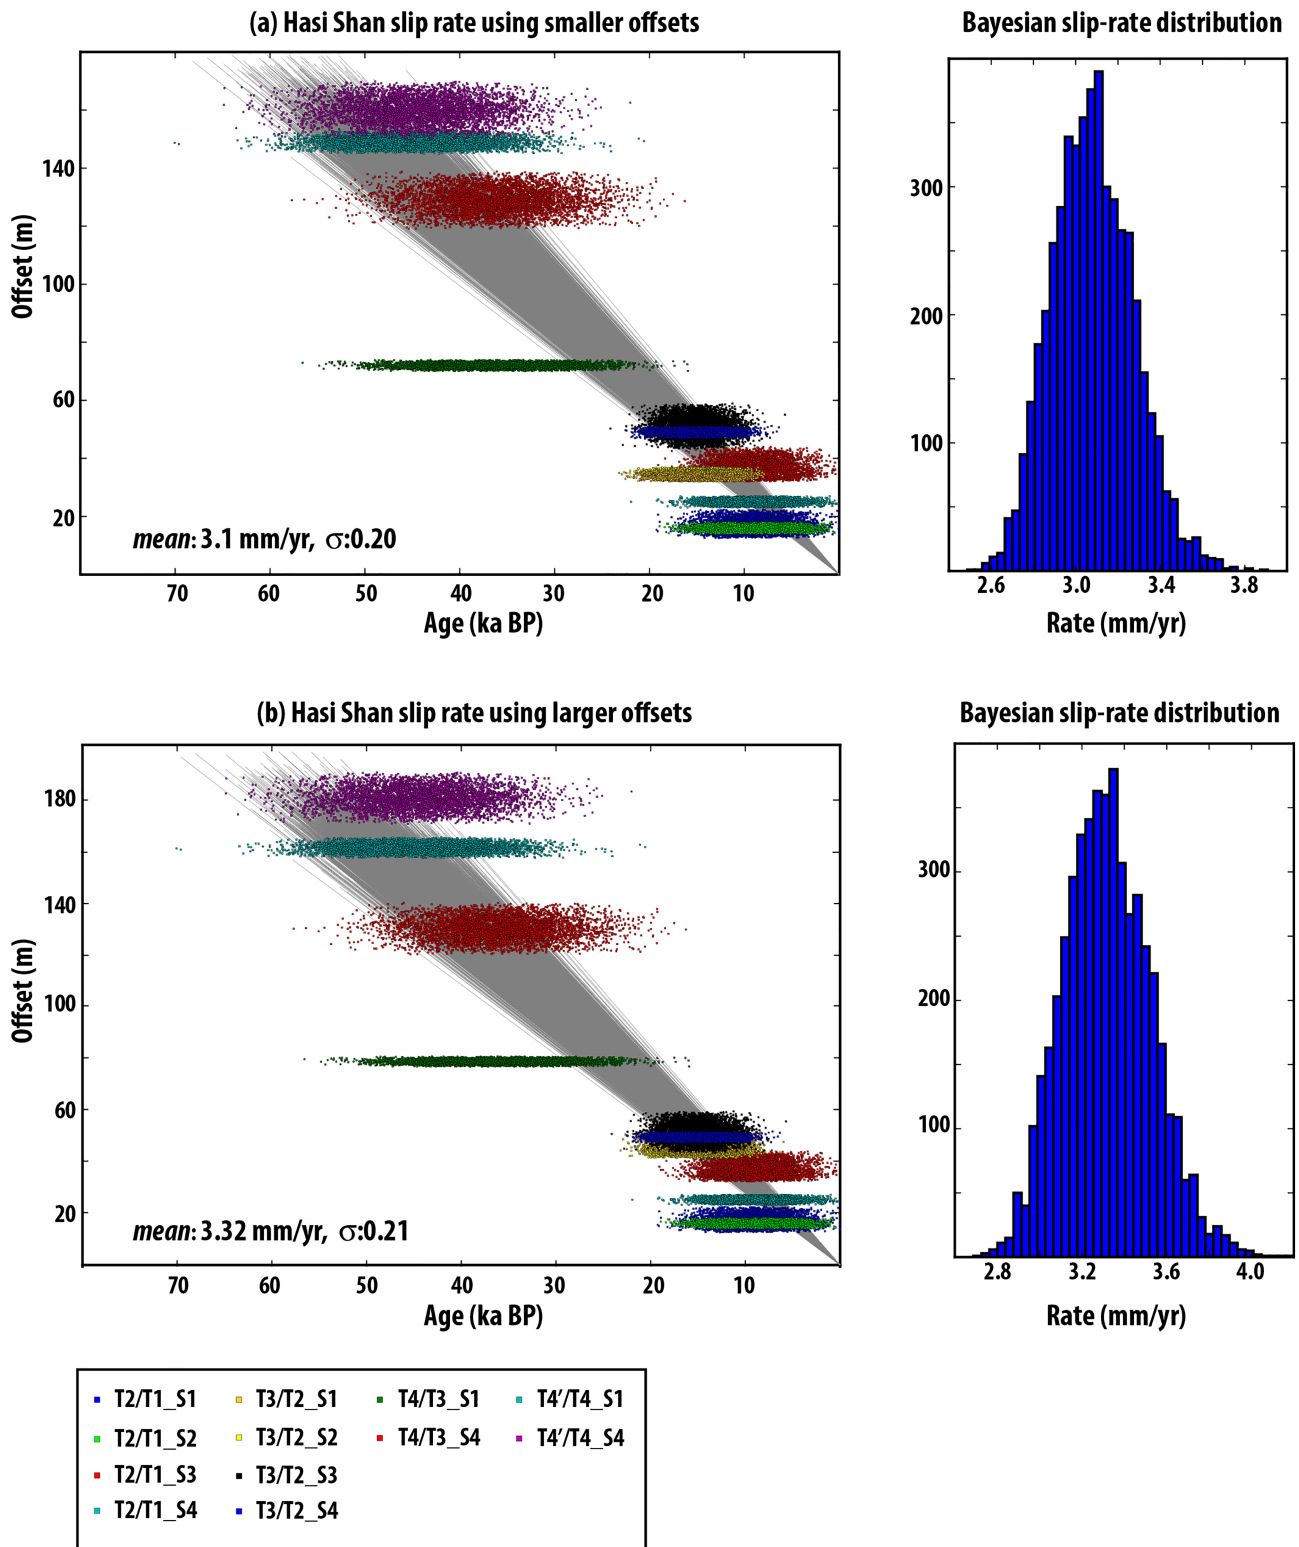 (a) Hasi Shan slip rate using smaller offsets
Bayesian slip-rate distribution
140
100
60
20
Offset (m)
mean: 3.1 mm/yr, σ:0.20
70 60 50 40 30 20 10
Age (ka BP)
300
200
100
2.6 3.0 3.4 3.8
Rate (mm/yr)
(b) Hasi Shan slip rate using larger offsets
Bayesian slip-rate distribution
180
140
100
60
20
Offset (m)
mean: 3.32 mm/yr, σ:0.21
70 60 50 40 30 20 10
Age (ka BP)
300
200
100
2.8 3.2 3.6 4.0
Rate (mm/yr)
T2/T1_S1 T3/T2_S1 T4/T3_S1 T4′/T4_S1
T2/T1_S2 T3/T2_S2 T4/T3_S4 T4′/T4_S4
T2/T1_S3 T3/T2_S3
T2/T1_S4 T3/T2_S4